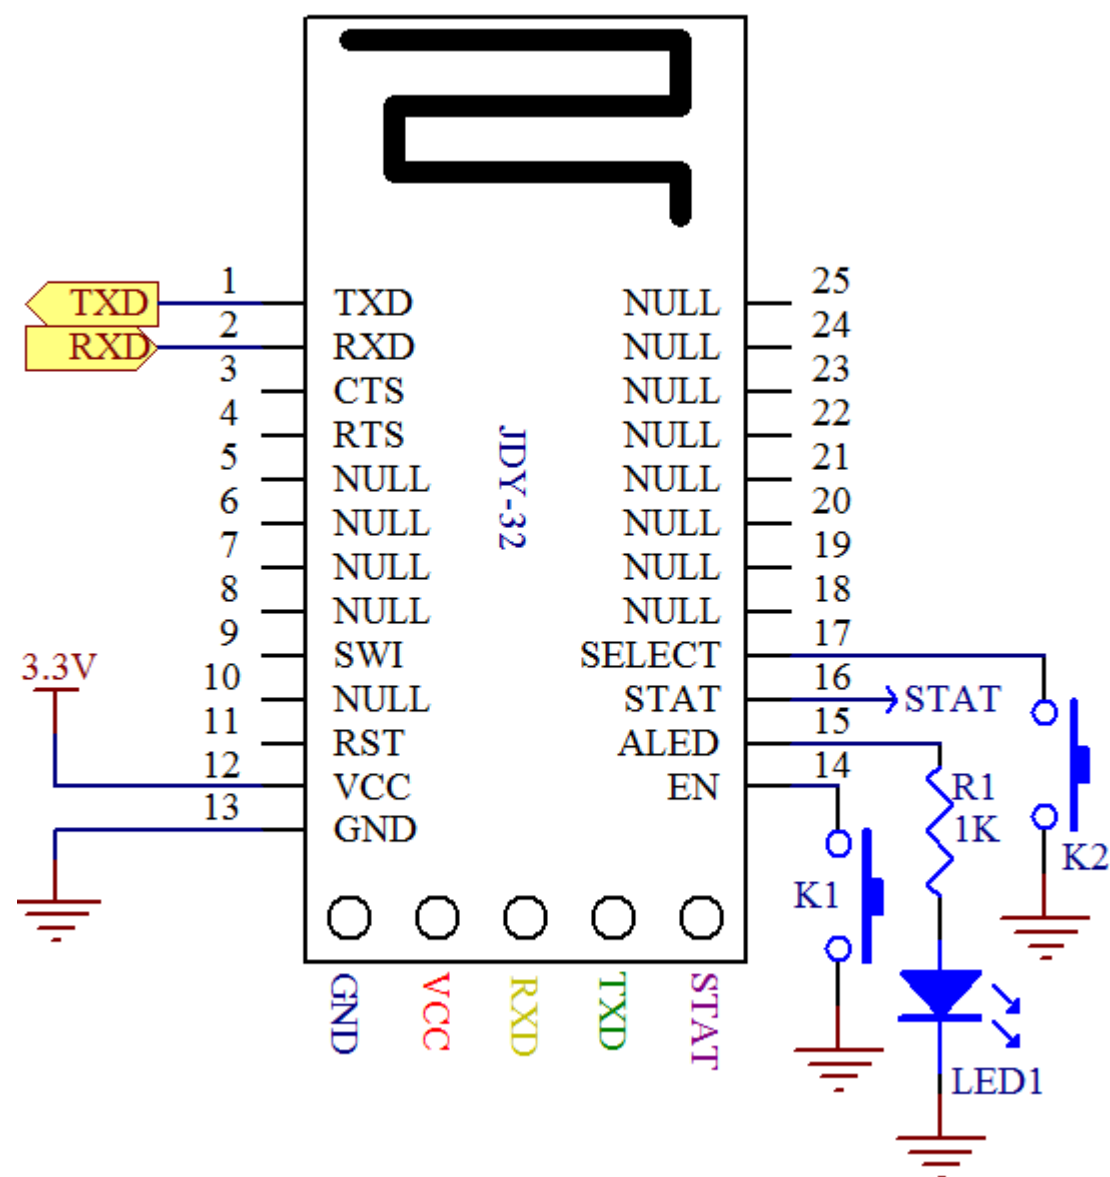 1 25
TXD TXD NULL
2 24
RXD RXD NULL
3 23
CTS NULL
4 22
RTS NULL
5 21
NULL NULL
6 20
NULL NULL
7 19
NULL NULL
8 18
NULL NULL
9 17
SWI SELECT
3.3V
10 16
NULL STAT STAT
11 15
RST ALED
12 14
VCC EN R1
13
GND 1K
JDY-32
K2
K1
GND VCC RXD TXD STAT
LED1